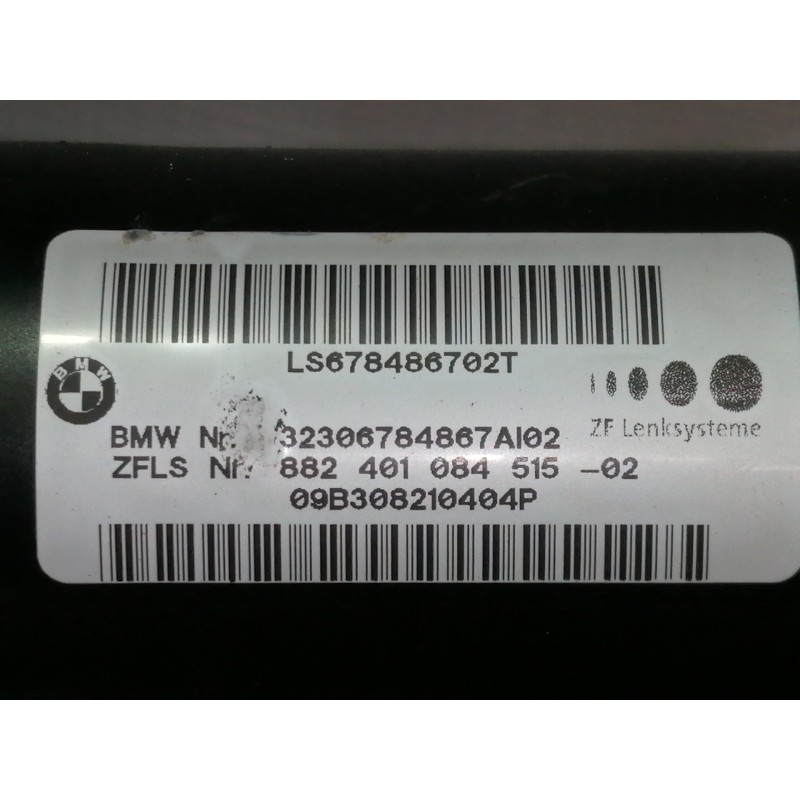 LS678486702T
BMW
ZF Lenksysteme
BMW Nr. 32306784867AI02
ZFLS Nr. 882 401 084 515 -02
09B308210404P